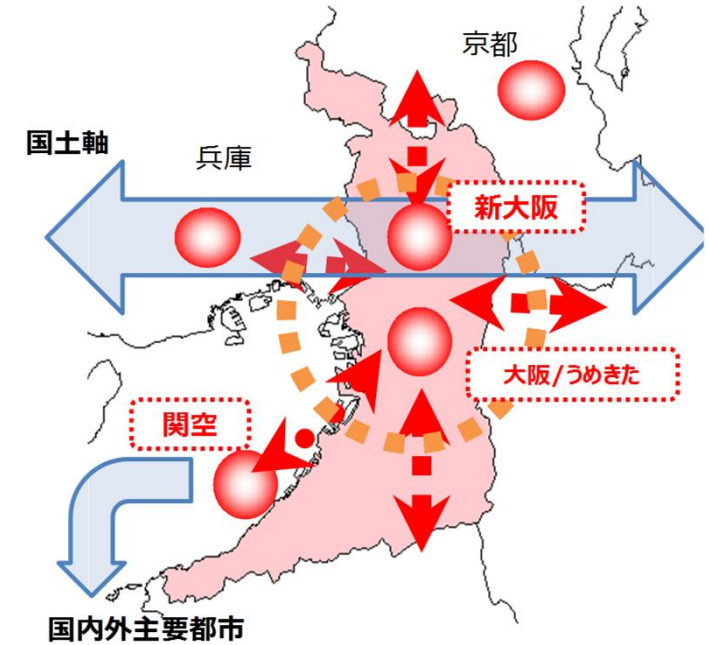 京都
国土軸
兵庫
新大阪
大阪/うめきた
関空
国内外主要都市